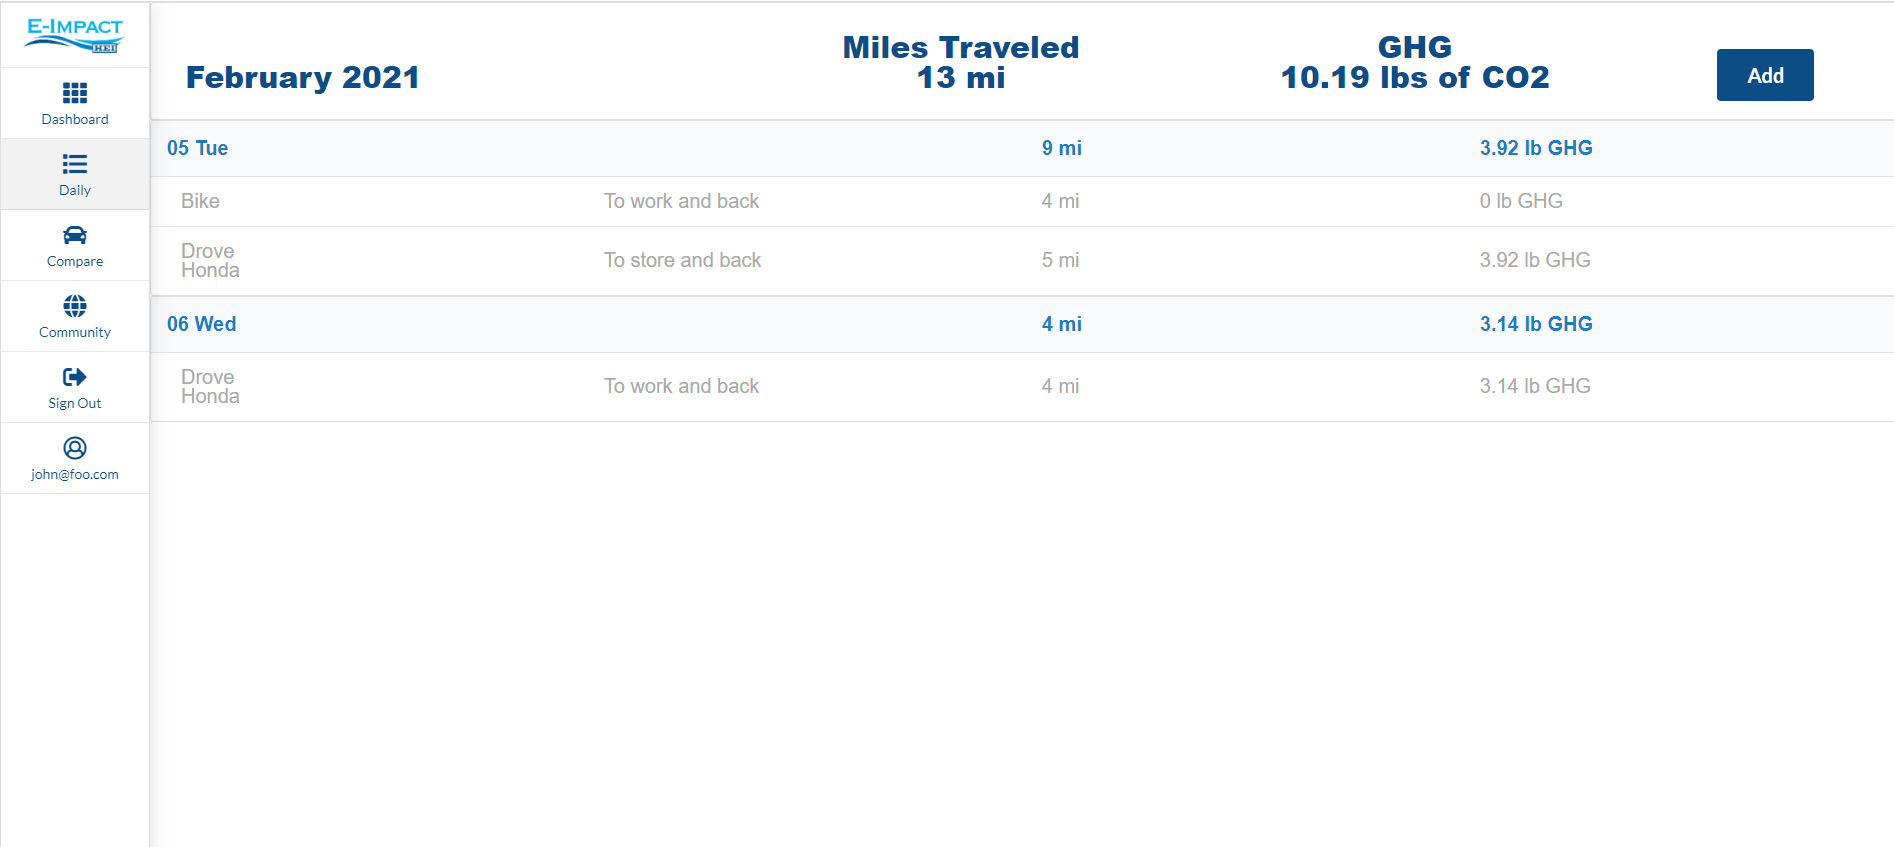 E-IMPACT
HEI
Dashboard
Daily
Compare
Community
Sign Out
john@foo.com
February 2021
Miles Traveled
13 mi
GHG
10.19 lbs of CO2
Add
05 Tue 9 mi 3.92 lb GHG
Bike To work and back 4 mi 0 lb GHG
Drove
Honda To store and back 5 mi 3.92 lb GHG
06 Wed 4 mi 3.14 lb GHG
Drove
Honda To work and back 4 mi 3.14 lb GHG